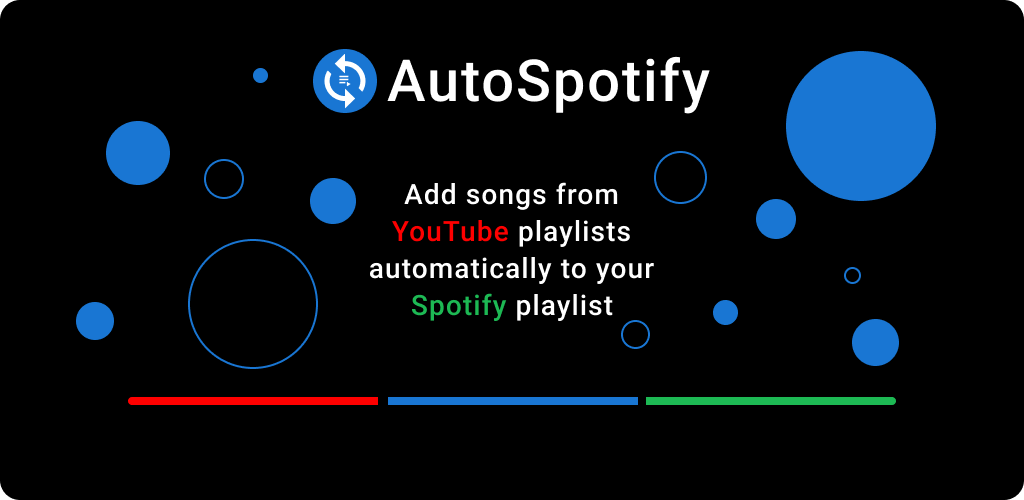 AutoSpotify
Add songs from
YouTube playlists
automatically to your
Spotify playlist